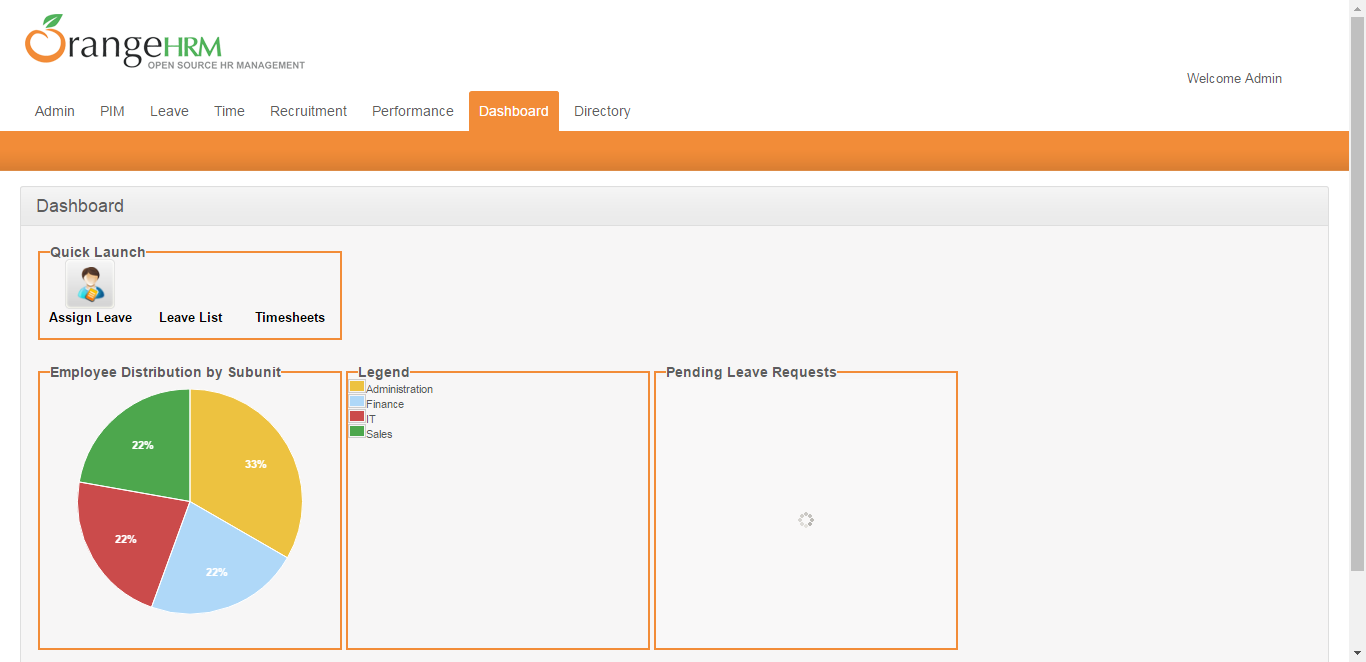 OrangeHRM
OPEN SOURCE HR MANAGEMENT
Welcome Admin
Admin PIM Leave Time Recruitment Performance Dashboard Directory
Dashboard
Quick Launch
Assign Leave Leave List Timesheets
Employee Distribution by Subunit
22%
33%
22%
22%
Legend
Administration
Finance
IT
Sales
Pending Leave Requests